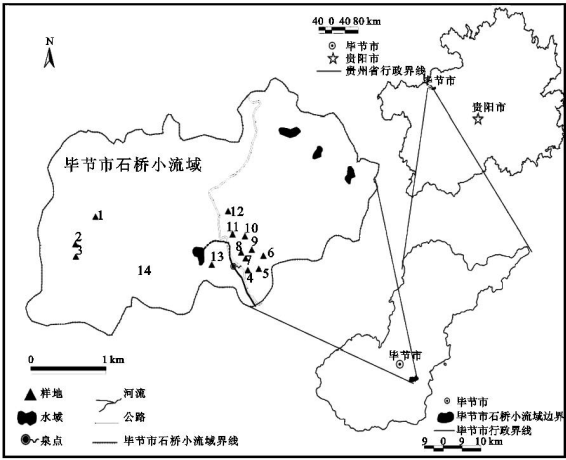 40 0 40 80 km
毕节市
贵阳市
贵州省行政界线
N
毕节市
贵阳市
毕节市石桥小流域
1
2
3
12
11 10
9
8
7
6
13
4 5
14
毕节市
0 1 km
样地 河流
水域 公路
泉点 毕节市石桥小流域界线
毕节市
毕节市石桥小流域边界
毕节市行政界线
9 0 9 10 km